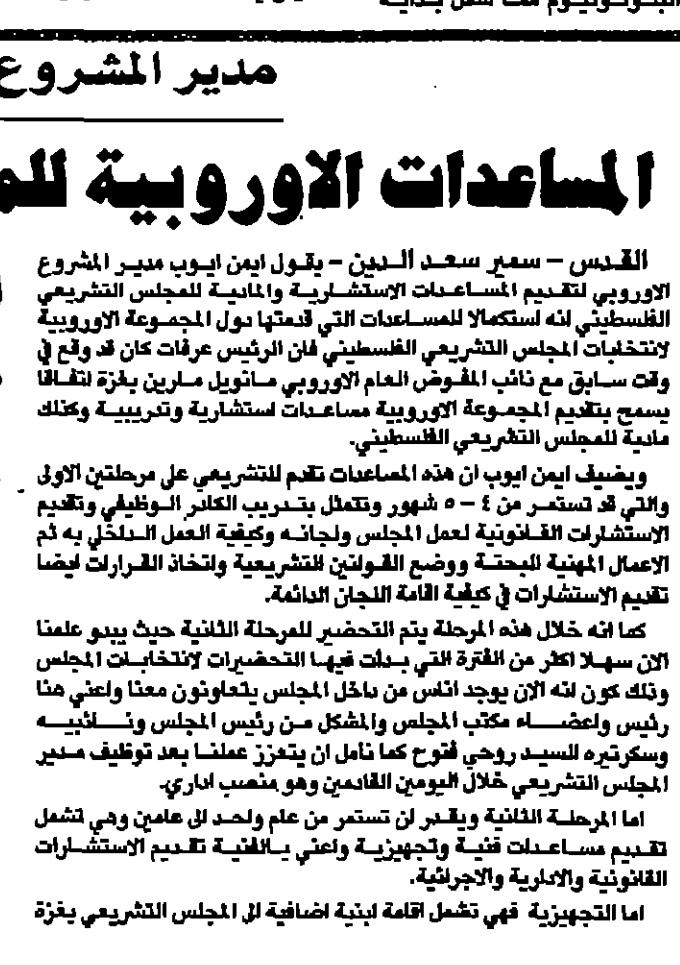 مدير المشروع
المساعدات الاوروبية
القدس – سمير سعد الدين – يقول ايمن ايوب مدير المشروع
الاوروبي لتقديم المساعدات الاستشارية والمادية للمجلس التشريعي
الفلسطيني انه استكمالا للمساعدات التي قدمتها دول المجموعة الاوروبية
لانتخابات المجلس التشريعي الفلسطيني فان الرئيس عرفات كان قد وقع في
وقت سابق مع نائب المفوض العام الاوروبي مانويل مارين بغزة اتفاقا
يسمح بتقديم المجموعة الاوروبية مساعدات استشارية وتدريبية وكذلك
مادية للمجلس التشريعي الفلسطيني.
ويضيف ايمن ايوب ان هذه المساعدات تقدم للتشريعي على مرحلتين الاولى
والتي قد تستمر من ٤ – ٥ شهور وتتمثل بتدريب الكادر الوظيفي وتقديم
الاستشارات القانونية لعمل المجلس ولجانه وكيفية العمل الداخلي به ثم
الاعمال المهنية البحتة ووضع القوانين التشريعية واتخاذ القرارات ايضا
تقديم الاستشارات في كيفية اقامة اللجان الدائمة.
كما انه خلال هذه المرحلة يتم التحضير للمرحلة الثانية حيث يبدو علمنا
الان سهلا اكثر من الفترة التي بدأت فيها التحضيرات لانتخابات المجلس
وذلك كون انه الان يوجد اناس من داخل المجلس يتعاونون معنا واعني هنا
رئيس واعضاء مكتب المجلس والمشكل من رئيس المجلس ونائبيه
وسكرتيره السيد روحي فتوح كما نأمل ان يتعزز عملنا بعد توظيف مدير
المجلس التشريعي خلال اليومين القادمين وهو منصب اداري.
اما المرحلة الثانية ويقدر لن تستمر من عام واحد الى عامين وهي تشمل
تقديم مساعدات فنية وتجهيزية واعني بالفنية تقديم الاستشارات
القانونية والادارية والاجرائية.
اما التجهيزية فهي تشمل اقامة ابنية اضافية الى المجلس التشريعي بغزة